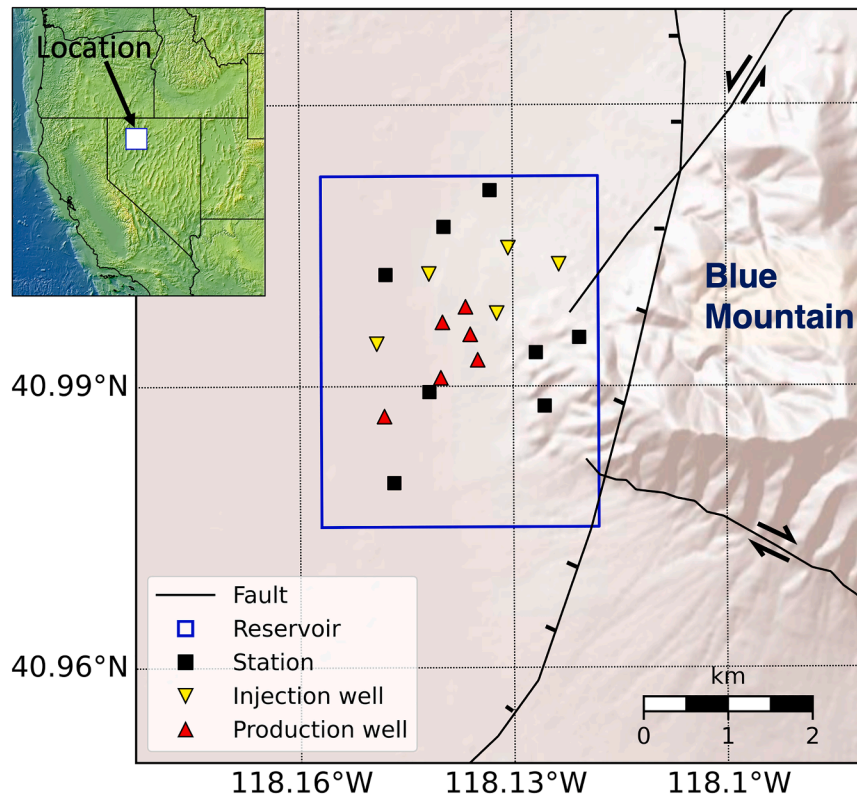 Location
Blue
Mountain
40.99°N
40.96°N
Fault
Reservoir
Station
Injection well
Production well
km
0 1 2
118.16°W 118.13°W 118.1°W